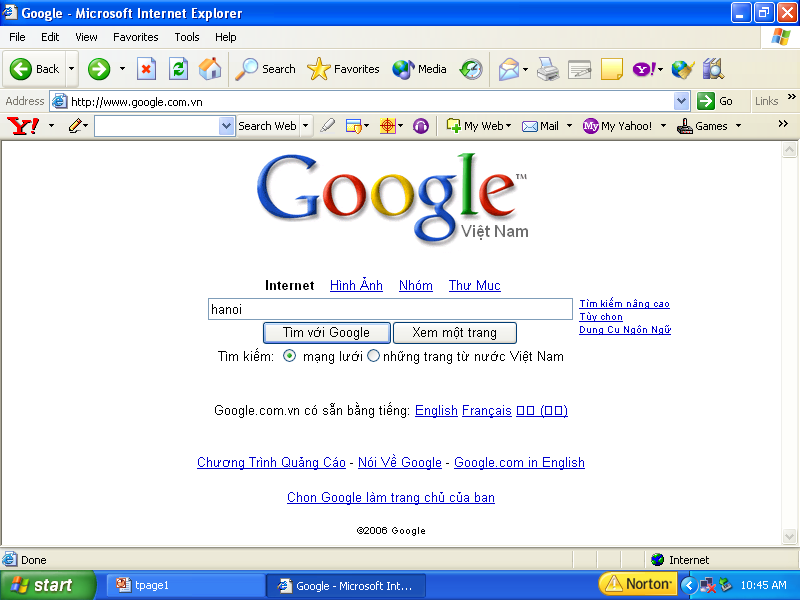 Google - Microsoft Internet Explorer
File Edit View Favorites Tools Help
Back Search Favorites Media
Address http://www.google.com.vn Go Links »
Y! Search Web My Web Mail My Yahoo! Games »
Google™
Việt Nam
Internet Hình Ảnh Nhóm Thư Mục
hanoi
Tìm kiếm nâng cao
Tùy chọn
Dụng Cụ Ngôn Ngữ
Tìm với Google Xem một trang
Tìm kiếm: mạng lưới những trang từ nước Việt Nam
Google.com.vn có sẵn bằng tiếng: English Français □□ (□□)
Chương Trình Quảng Cáo - Nói Về Google - Google.com in English
Chọn Google làm trang chủ của bạn
©2006 Google
Done Internet
start tpage1 Google - Microsoft Int... Norton 10:45 AM